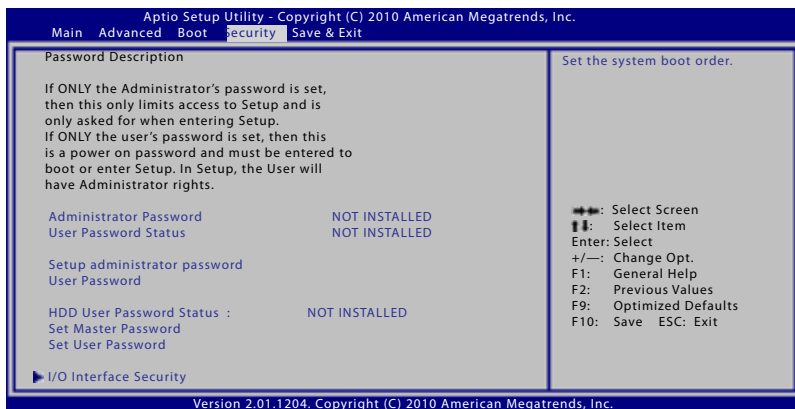 Aptio Setup Utility - Copyright (C) 2010 American Megatrends, Inc.
Main Advanced Boot Security Save & Exit
Password Description
If ONLY the Administrator's password is set,
then this only limits access to Setup and is
only asked for when entering Setup.
If ONLY the user's password is set, then this
is a power on password and must be entered to
boot or enter Setup. In Setup, the User will
have Administrator rights.
Administrator Password NOT INSTALLED
User Password Status NOT INSTALLED
Setup administrator password
User Password
HDD User Password Status : NOT INSTALLED
Set Master Password
Set User Password
I/O Interface Security
Set the system boot order.
→←: Select Screen
↑↓: Select Item
Enter: Select
+/—: Change Opt.
F1: General Help
F2: Previous Values
F9: Optimized Defaults
F10: Save ESC: Exit
Version 2.01.1204. Copyright (C) 2010 American Megatrends, Inc.